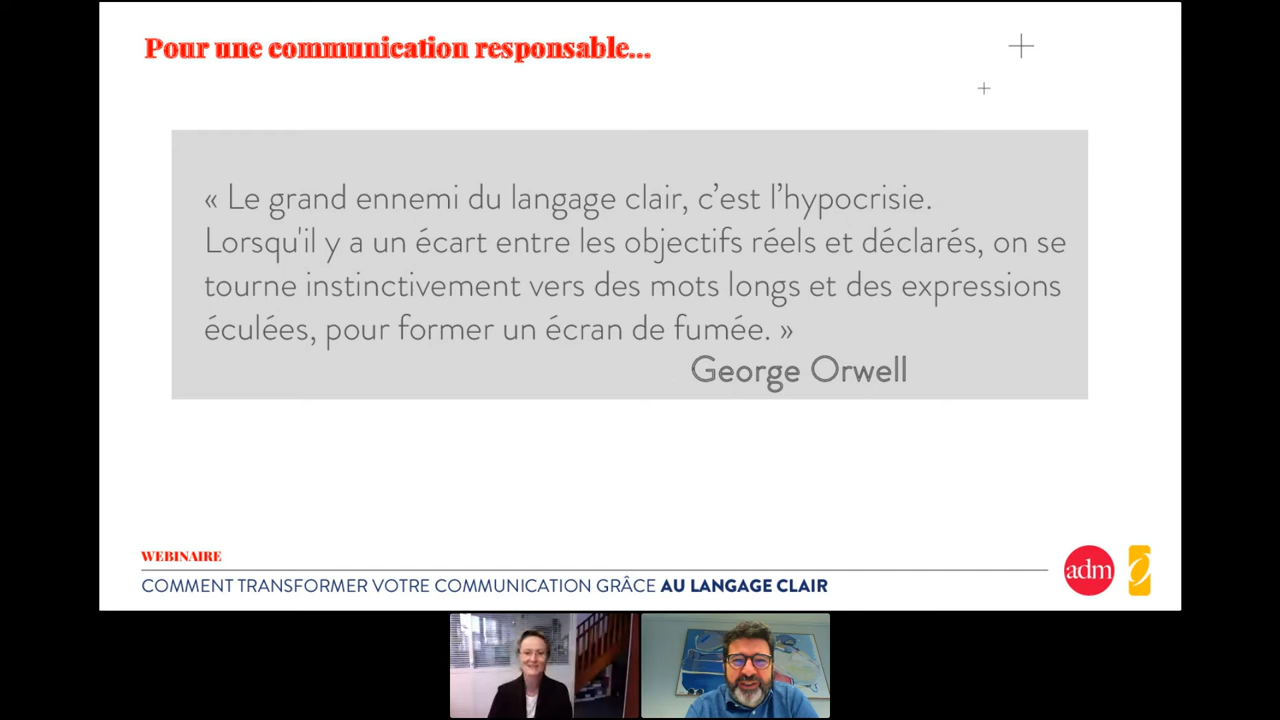 Pour une communication responsable...
« Le grand ennemi du langage clair, c’est l’hypocrisie.
Lorsqu'il y a un écart entre les objectifs réels et déclarés, on se
tourne instinctivement vers des mots longs et des expressions
éculées, pour former un écran de fumée. »
George Orwell
WEBINAIRE
COMMENT TRANSFORMER VOTRE COMMUNICATION GRÂCE AU LANGAGE CLAIR
adm